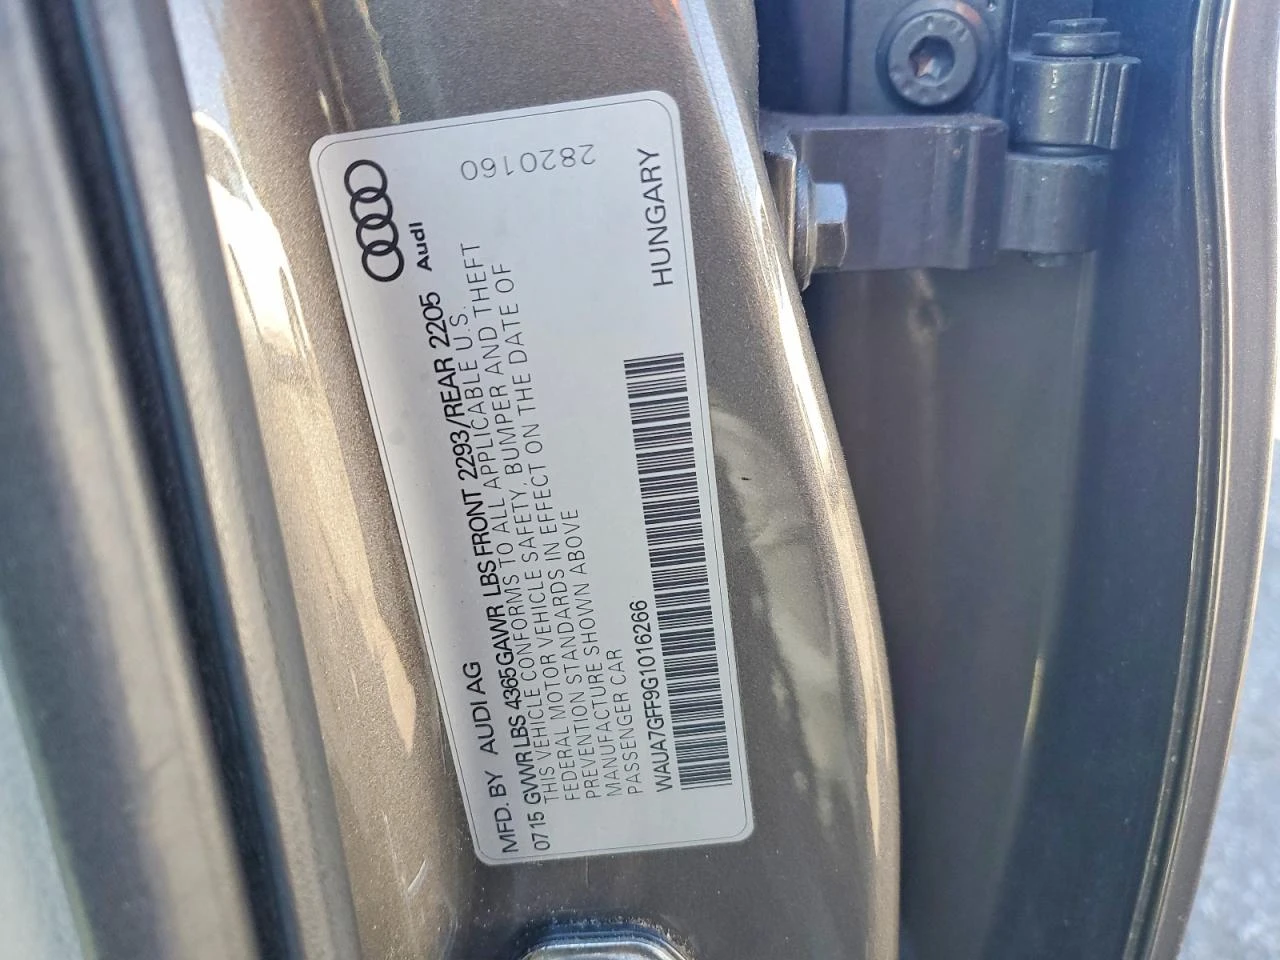 MFD. BY AUDI AG
0715 GVWR LBS 4365 GAWR LBS FRONT 2293/REAR 2205
Audi
THIS VEHICLE CONFORMS TO ALL APPLICABLE U.S.
FEDERAL MOTOR VEHICLE SAFETY, BUMPER AND THEFT
PREVENTION STANDARDS IN EFFECT ON THE DATE OF
MANUFACTURE SHOWN ABOVE
PASSENGER CAR
2820160
WAUA7GFF9G1016266
HUNGARY